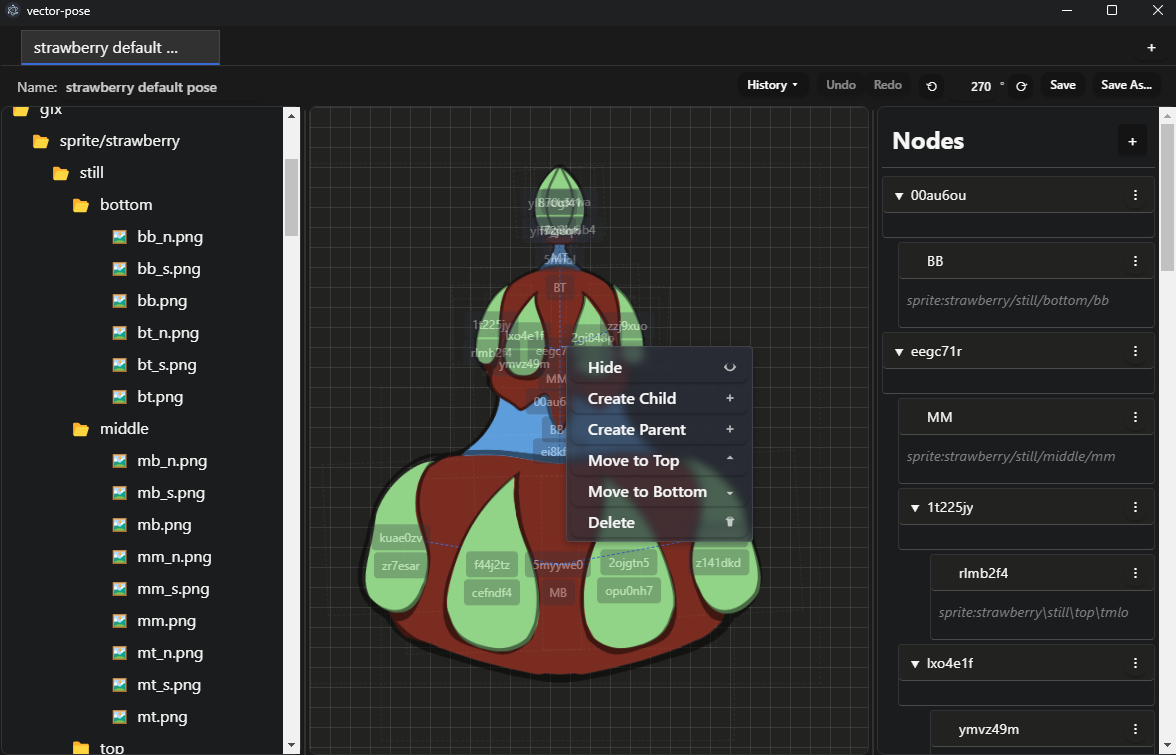 vector-pose
strawberry default ...
+
Name: strawberry default pose
History
Undo
Redo
270 °
Save
Save As...
gfx
sprite/strawberry
still
bottom
bb_n.png
bb_s.png
bb.png
bt_n.png
bt_s.png
bt.png
middle
mb_n.png
mb_s.png
mb.png
mm_n.png
mm_s.png
mm.png
mt_n.png
mt_s.png
mt.png
top
MT
BT
1t225jy
lxo4e1f
zzj9xuo
2gi848p
rlmb2f4
eegc7
ymvz49m
MM
00au6
BB
ei8kf
kuae0zv
zr7esar
f44j2tz
cefndf4
5myywe0
MB
2ojgtn5
opu0nh7
z141dkd
Hide
Create Child +
Create Parent +
Move to Top
Move to Bottom
Delete
Nodes +
00au6ou
BB
sprite:strawberry/still/bottom/bb
eegc71r
MM
sprite:strawberry/still/middle/mm
1t225jy
rlmb2f4
sprite:strawberry\still\top\tmlo
lxo4e1f
ymvz49m